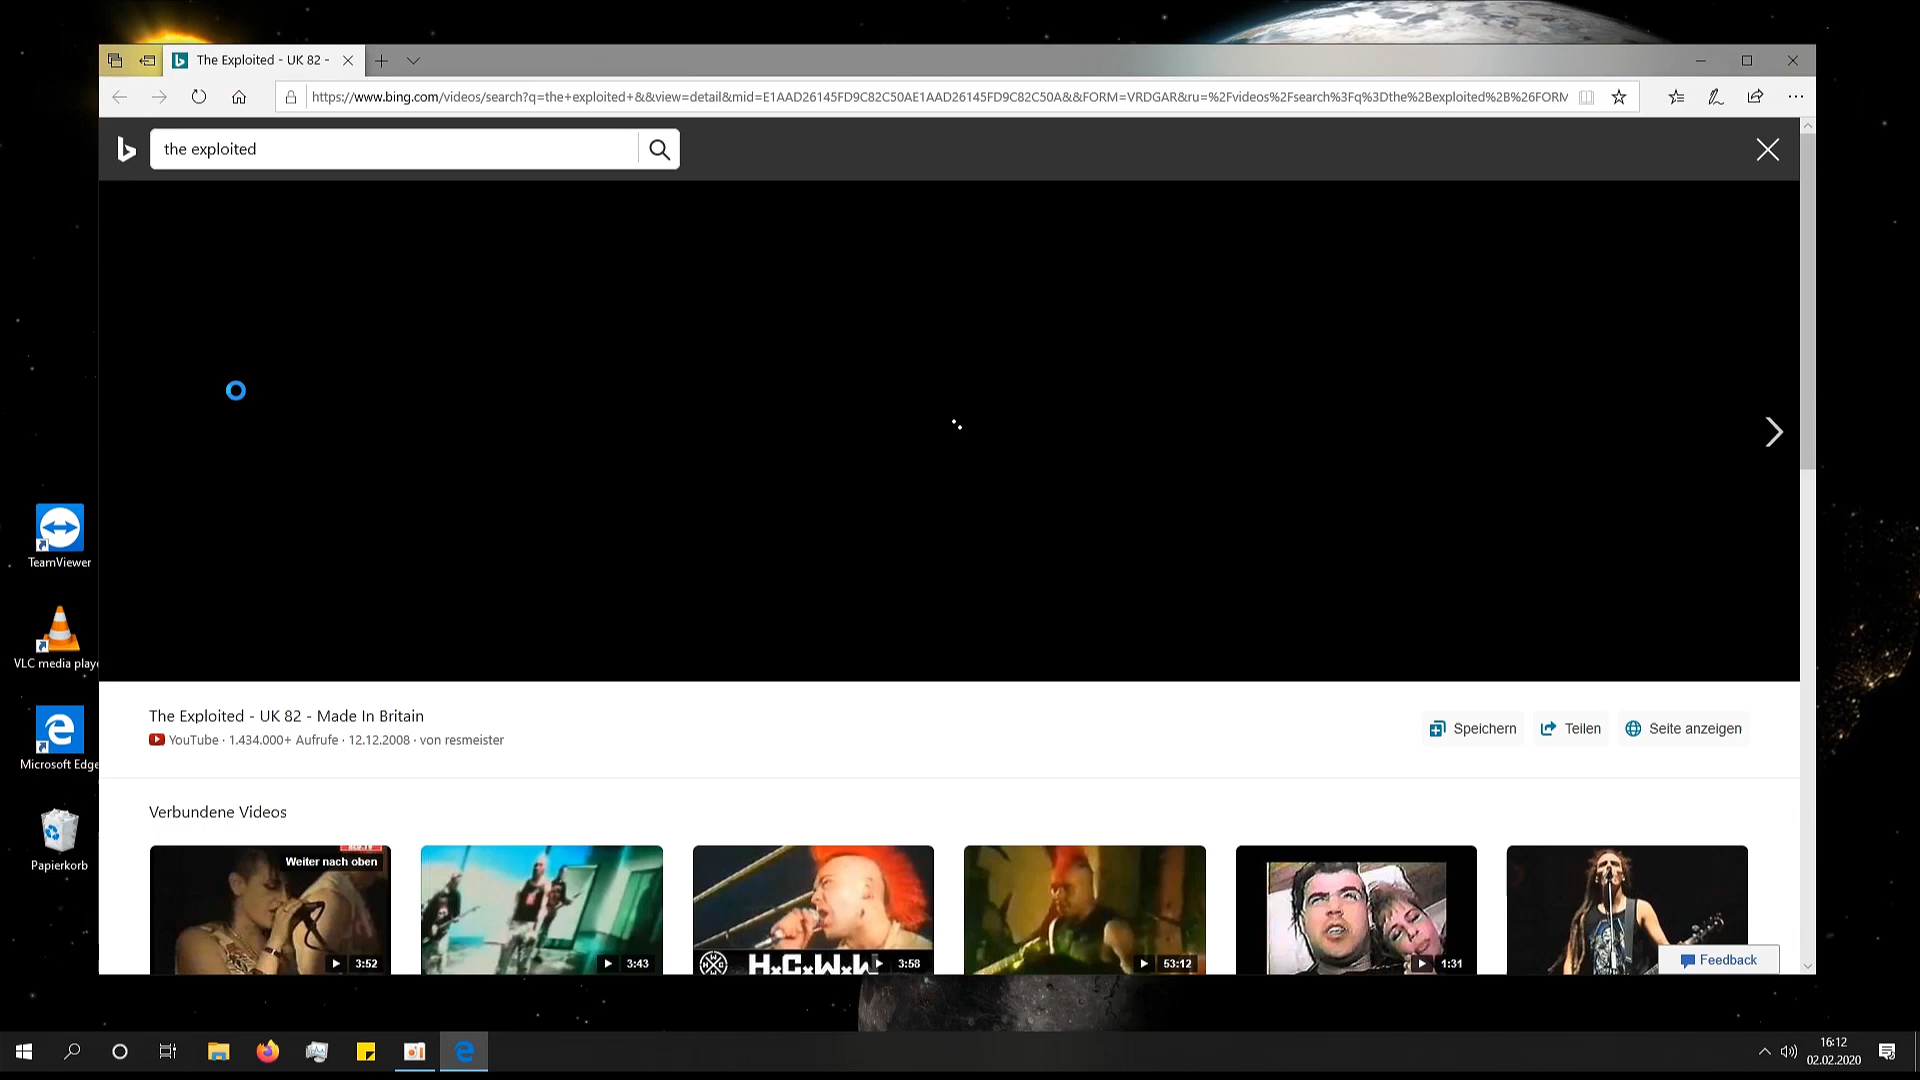 The Exploited - UK 82 -
https://www.bing.com/videos/search?q=the+exploited+&&view=detail&mid=E1AAD26145FD9C82C50AE1AAD26145FD9C82C50A&&FORM=VRDGAR&ru=%2Fvideos%2Fsearch%3Fq%3Dthe%2Bexploited%2B%26FORM
the exploited
TeamViewer
VLC media playe
Microsoft Edge
Papierkorb
The Exploited - UK 82 - Made In Britain
YouTube · 1.434.000+ Aufrufe · 12.12.2008 · von resmeister
Speichern
Teilen
Seite anzeigen
Verbundene Videos
Weiter nach oben
3:52
3:43
HxCxWxW
3:58
53:12
1:31
Feedback
16:12
02.02.2020